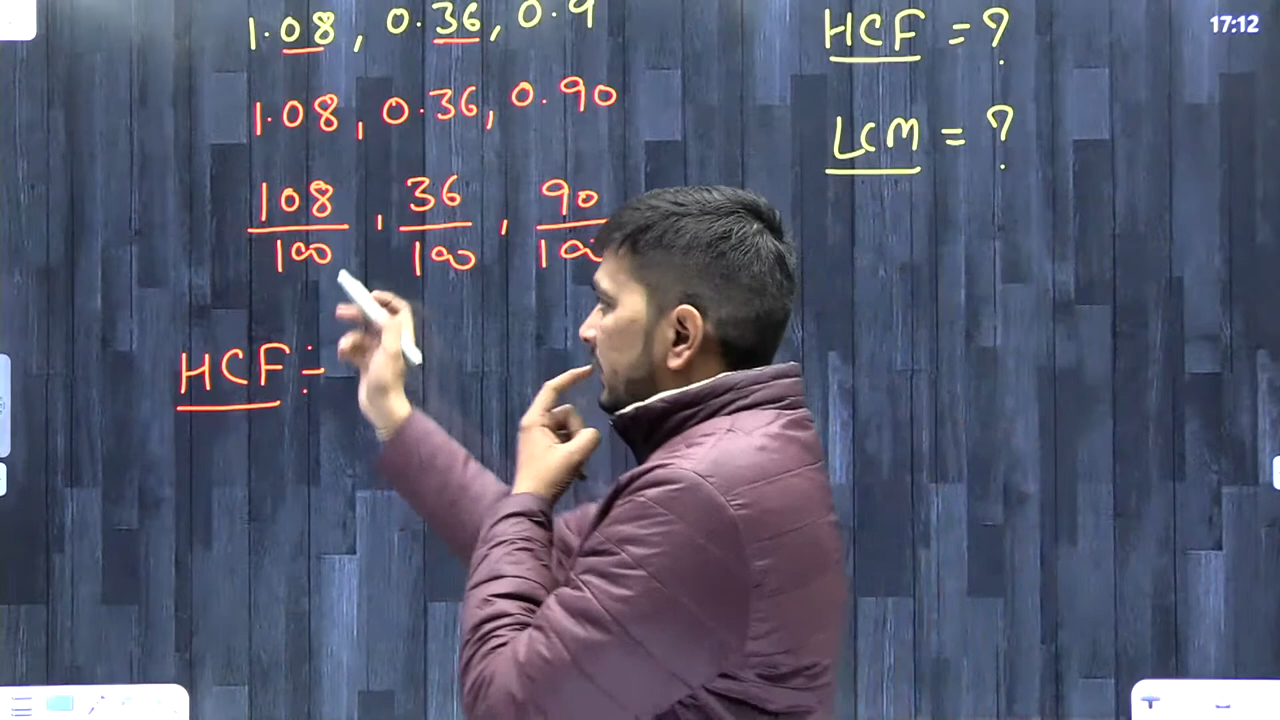 1.08, 0.36, 0.9
1.08, 0.36, 0.90
108/100, 36/100, 90/100
HCF =
HCF = ?
LCM = ?
17:12